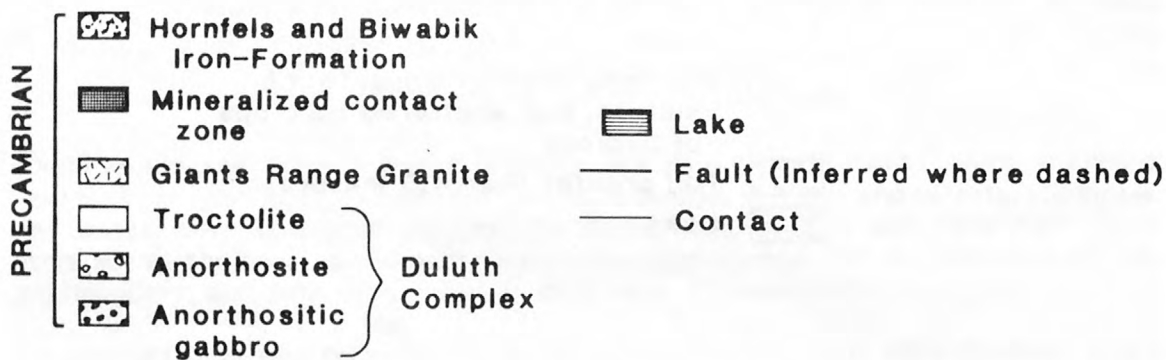 PRECAMBRIAN
Hornfels and Biwabik
Iron-Formation
Mineralized contact
zone
Giants Range Granite
Troctolite
Anorthosite
Anorthositic
gabbro
Duluth
Complex
Lake
Fault (Inferred where dashed)
Contact